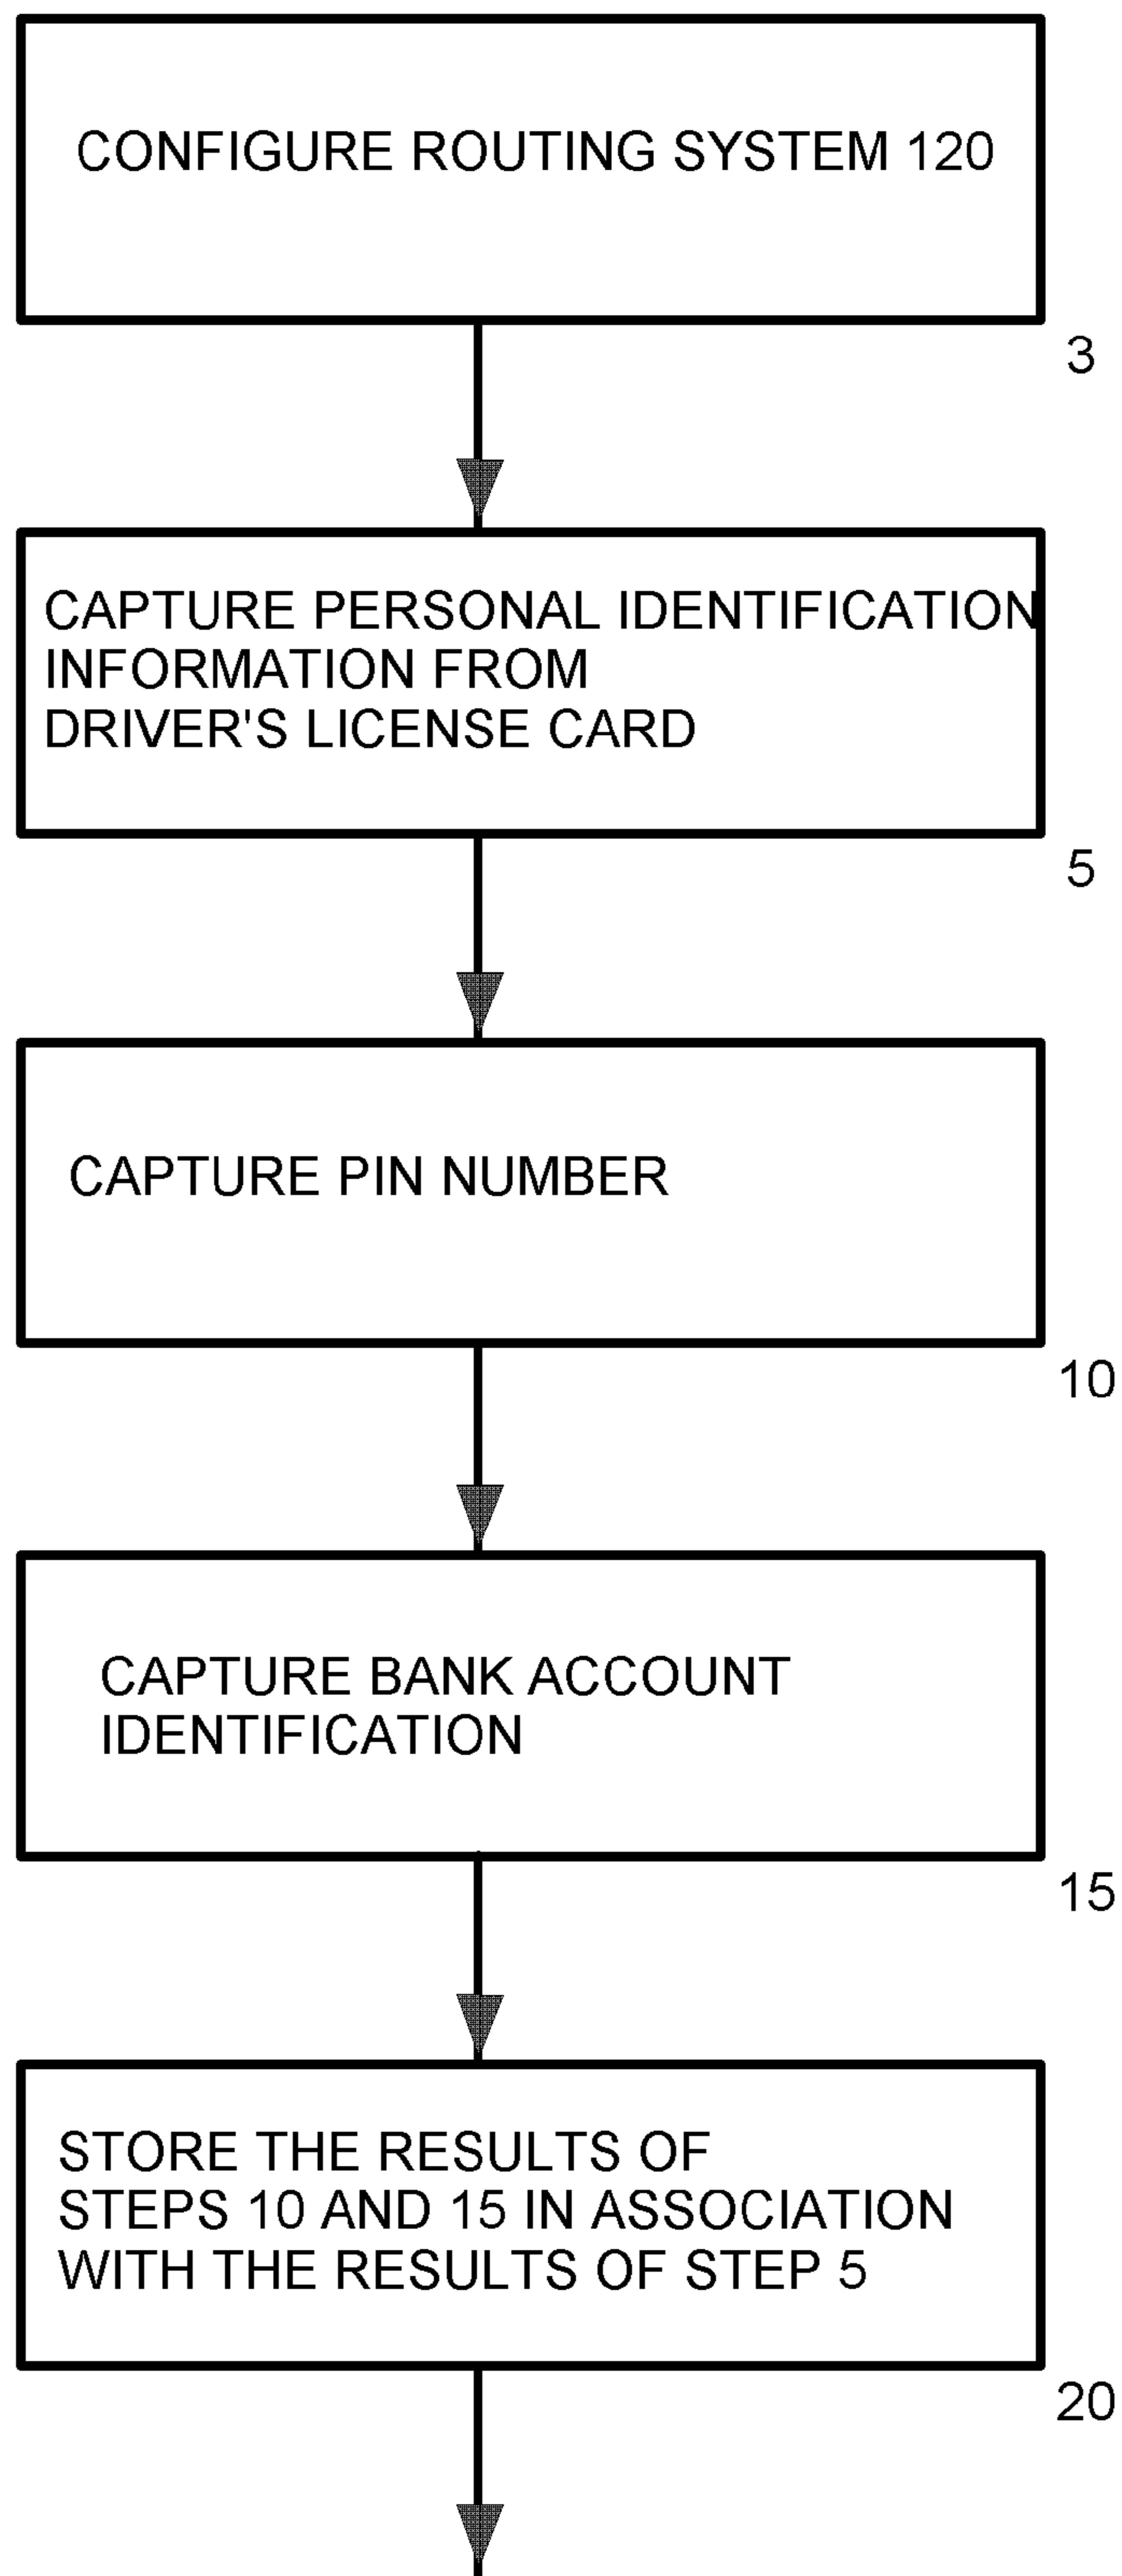 CONFIGURE ROUTING SYSTEM 120
3
CAPTURE PERSONAL IDENTIFICATION
INFORMATION FROM
DRIVER'S LICENSE CARD
5
CAPTURE PIN NUMBER
10
CAPTURE BANK ACCOUNT
IDENTIFICATION
15
STORE THE RESULTS OF
STEPS 10 AND 15 IN ASSOCIATION
WITH THE RESULTS OF STEP 5
20